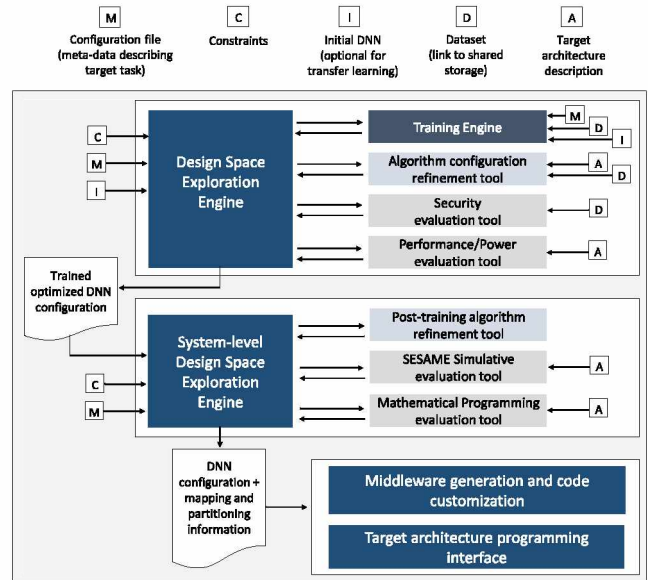 M
C
I
D
A
Configuration file
(meta-data describing
target task)
Constraints
Initial DNN
(optional for
transfer learning)
Dataset
(link to shared
storage)
Target
architecture
description
C
M
I
Design Space
Exploration
Engine
Training Engine
M
D
I
Algorithm configuration
refinement tool
A
D
Security
evaluation tool
D
Performance/Power
evaluation tool
A
Trained
optimized DNN
configuration
C
M
System-level
Design Space
Exploration
Engine
Post-training algorithm
refinement tool
SESAME Simulative
evaluation tool
A
Mathematical Programming
evaluation tool
A
DNN
configuration +
mapping and
partitioning
information
Middleware generation and code
customization
Target architecture programming
interface